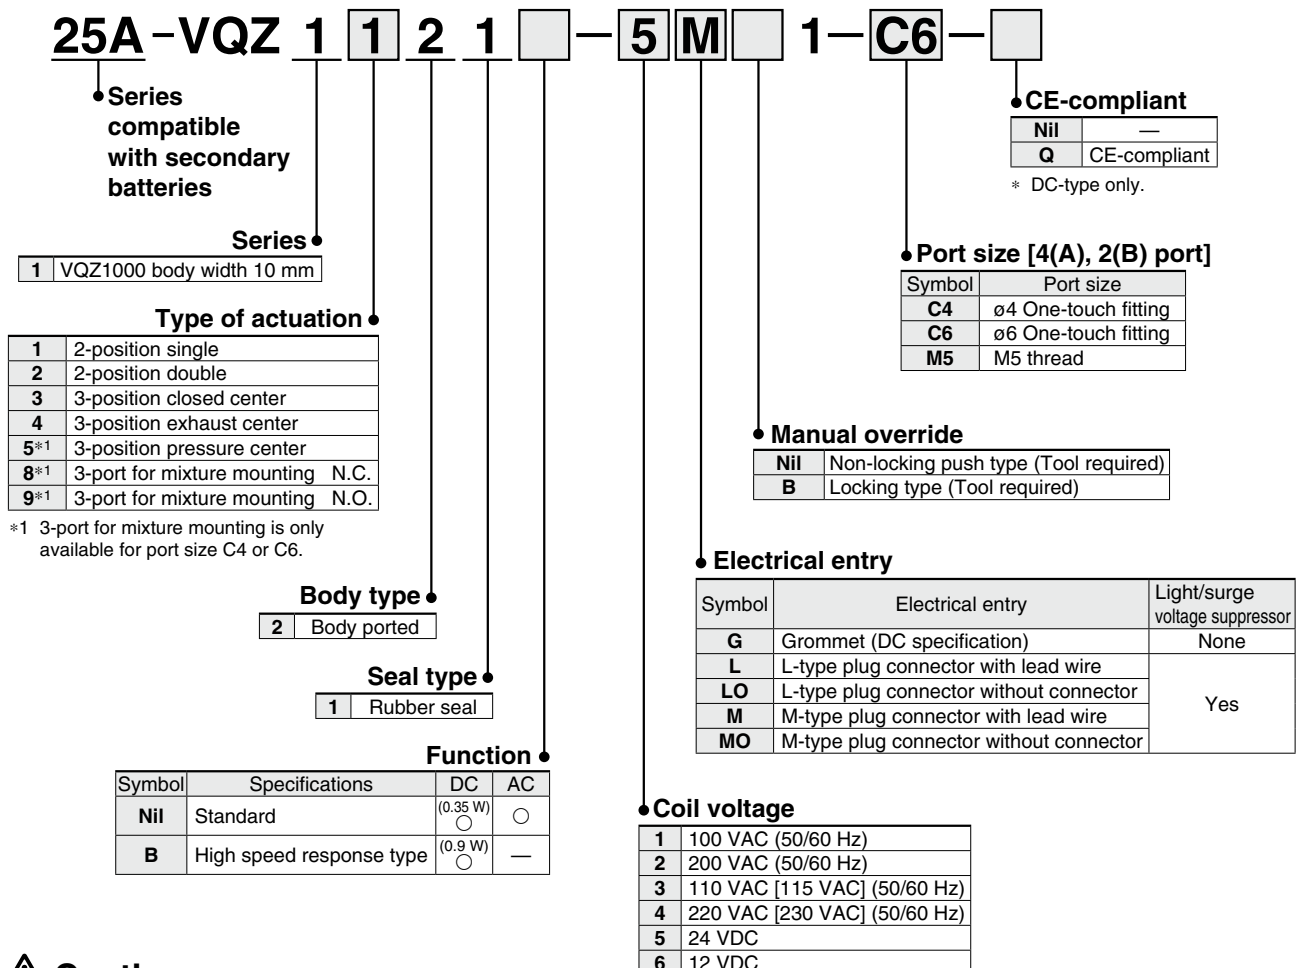 25A-VQZ 1 1 2 1 — 5 M 1 — C6 —
Series
compatible
with secondary
batteries
CE-compliant
Nil —
Q CE-compliant
* DC-type only.
Series
1 VQZ1000 body width 10 mm
Port size [4(A), 2(B) port]
Symbol Port size
C4 ø4 One-touch fitting
C6 ø6 One-touch fitting
M5 M5 thread
Type of actuation
1 2-position single
2 2-position double
3 3-position closed center
4 3-position exhaust center
5*1 3-position pressure center
8*1 3-port for mixture mounting N.C.
9*1 3-port for mixture mounting N.O.
*1 3-port for mixture mounting is only
available for port size C4 or C6.
Manual override
Nil Non-locking push type (Tool required)
B Locking type (Tool required)
Electrical entry
Symbol Electrical entry Light/surge
voltage suppressor
G Grommet (DC specification) None
L L-type plug connector with lead wire
LO L-type plug connector without connector
Yes
M M-type plug connector with lead wire
MO M-type plug connector without connector
Body type
2 Body ported
Seal type
1 Rubber seal
Function
Symbol Specifications DC AC
Nil Standard (0.35 W) ○ ○
B High speed response type (0.9 W) ○ —
Coil voltage
1 100 VAC (50/60 Hz)
2 200 VAC (50/60 Hz)
3 110 VAC [115 VAC] (50/60 Hz)
4 220 VAC [230 VAC] (50/60 Hz)
5 24 VDC
6 12 VDC